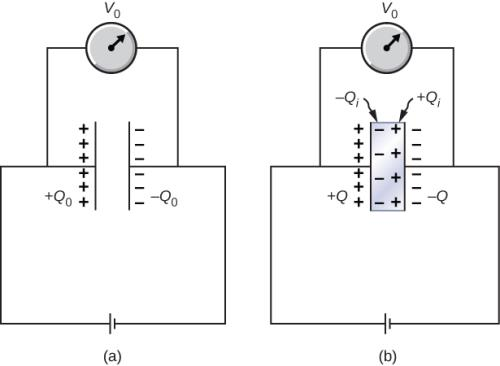 V₀
+Q₀
–Q₀
(a)
V₀
–Qᵢ
+Qᵢ
+Q
–Q
(b)